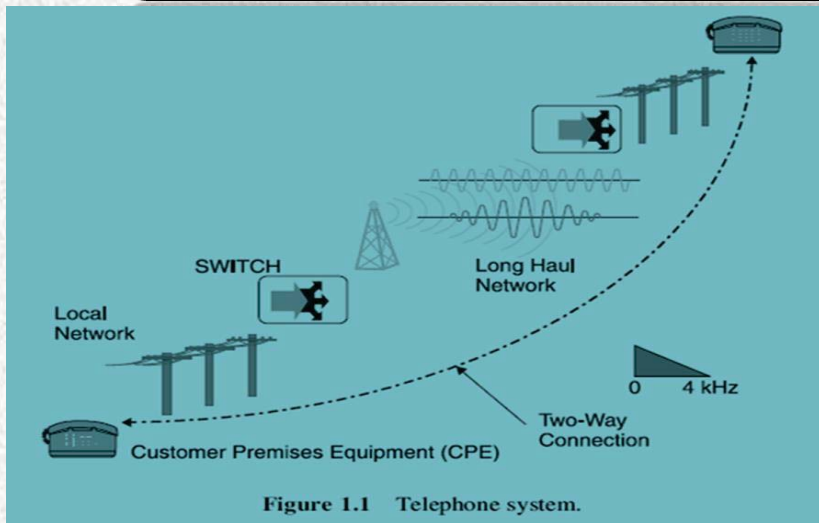 SWITCH
Long Haul
Network
Local
Network
0 4 kHz
Two-Way
Connection
Customer Premises Equipment (CPE)
Figure 1.1 Telephone system.